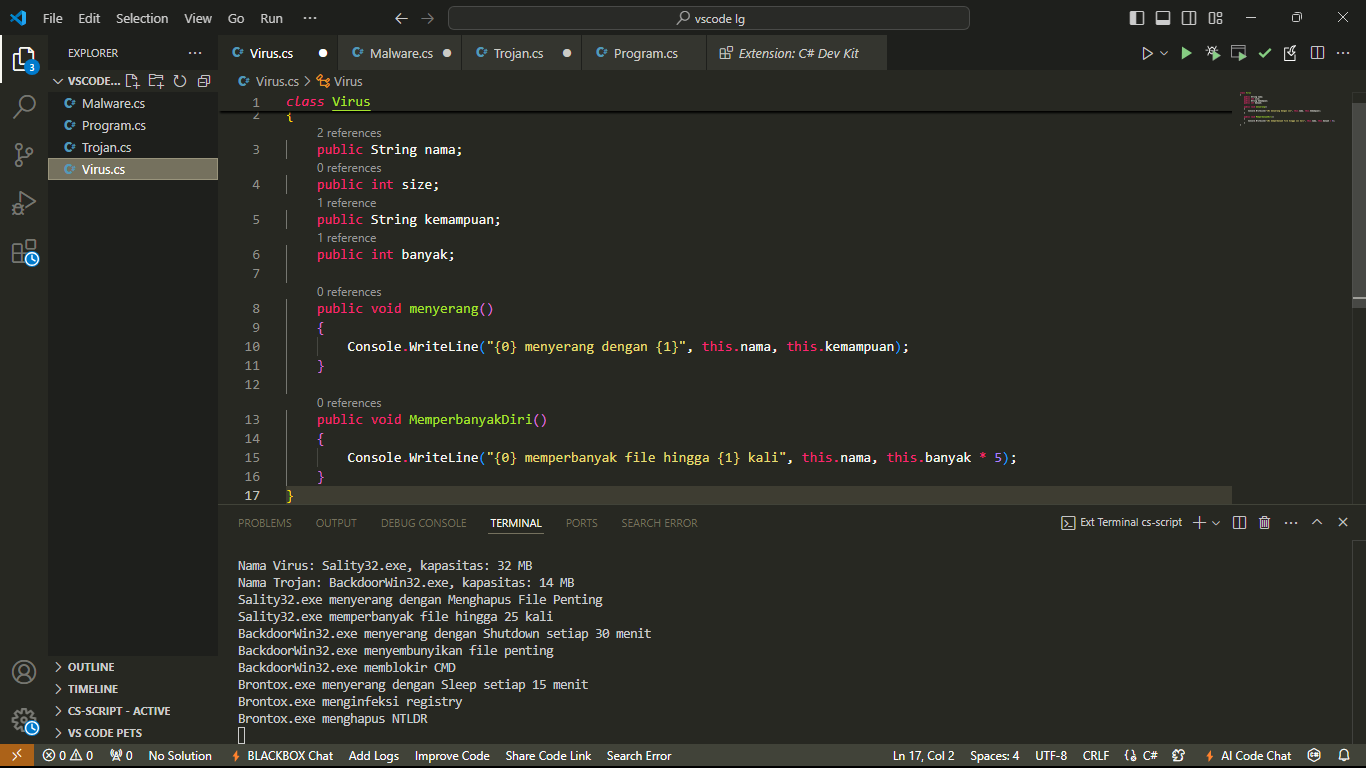 File Edit Selection View Go Run ···
vscode lg
EXPLORER ···
Virus.cs
Malware.cs
Trojan.cs
Program.cs
Extension: C# Dev Kit
3
VSCODE...
Malware.cs
Program.cs
Trojan.cs
Virus.cs
Virus.cs > Virus
1 class Virus
2 {
2 references
3 public String nama;
0 references
4 public int size;
1 reference
5 public String kemampuan;
1 reference
6 public int banyak;
7
0 references
8 public void menyerang()
9 {
10 Console.WriteLine("{0} menyerang dengan {1}", this.nama, this.kemampuan);
11 }
12
0 references
13 public void MemperbanyakDiri()
14 {
15 Console.WriteLine("{0} memperbanyak file hingga {1} kali", this.nama, this.banyak * 5);
16 }
17 }
PROBLEMS OUTPUT DEBUG CONSOLE TERMINAL PORTS SEARCH ERROR
Ext Terminal cs-script
Nama Virus: Sality32.exe, kapasitas: 32 MB
Nama Trojan: BackdoorWin32.exe, kapasitas: 14 MB
Sality32.exe menyerang dengan Menghapus File Penting
Sality32.exe memperbanyak file hingga 25 kali
BackdoorWin32.exe menyerang dengan Shutdown setiap 30 menit
BackdoorWin32.exe menyembunyikan file penting
BackdoorWin32.exe memblokir CMD
Brontox.exe menyerang dengan Sleep setiap 15 menit
Brontox.exe menginfeksi registry
Brontox.exe menghapus NTLDR
OUTLINE
TIMELINE
CS-SCRIPT - ACTIVE
VS CODE PETS
0 0 0 No Solution BLACKBOX Chat Add Logs Improve Code Share Code Link Search Error
Ln 17, Col 2 Spaces: 4 UTF-8 CRLF {} C# AI Code Chat